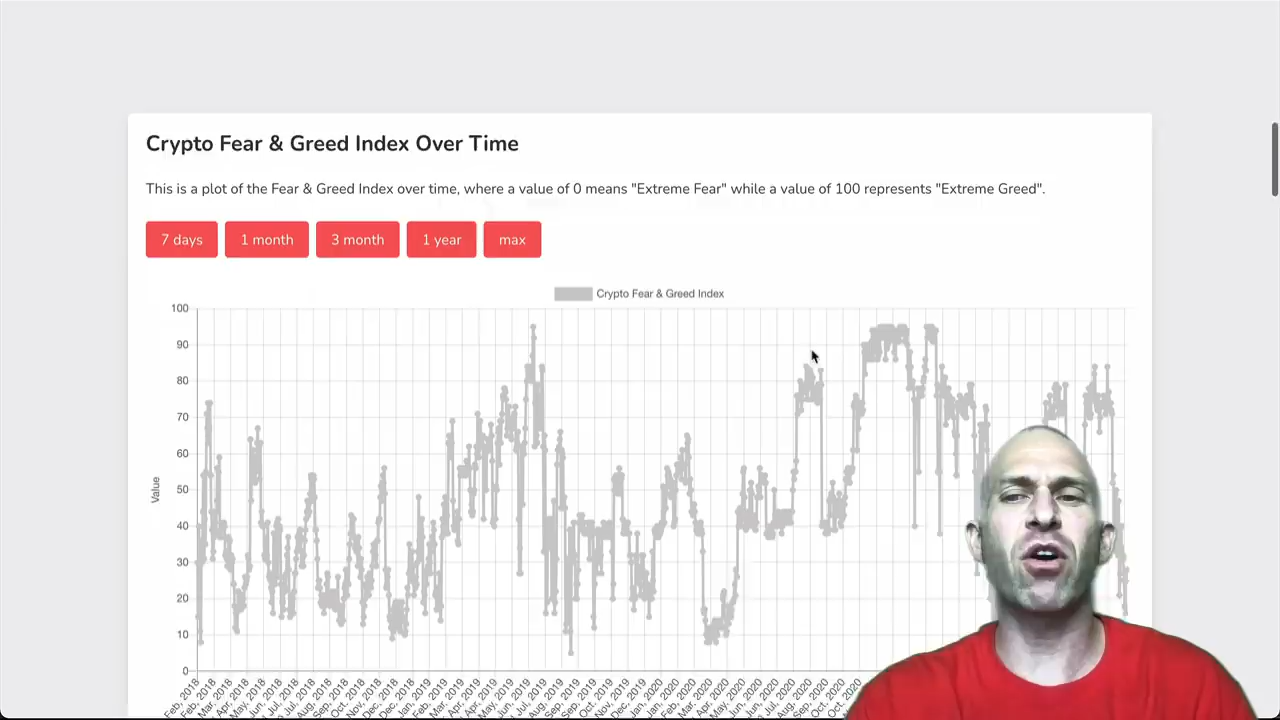 Crypto Fear & Greed Index Over Time
This is a plot of the Fear & Greed Index over time, where a value of 0 means "Extreme Fear" while a value of 100 represents "Extreme Greed".
7 days 1 month 3 month 1 year max
Crypto Fear & Greed Index
100
90
80
70
60
50
40
30
20
10
0
Value